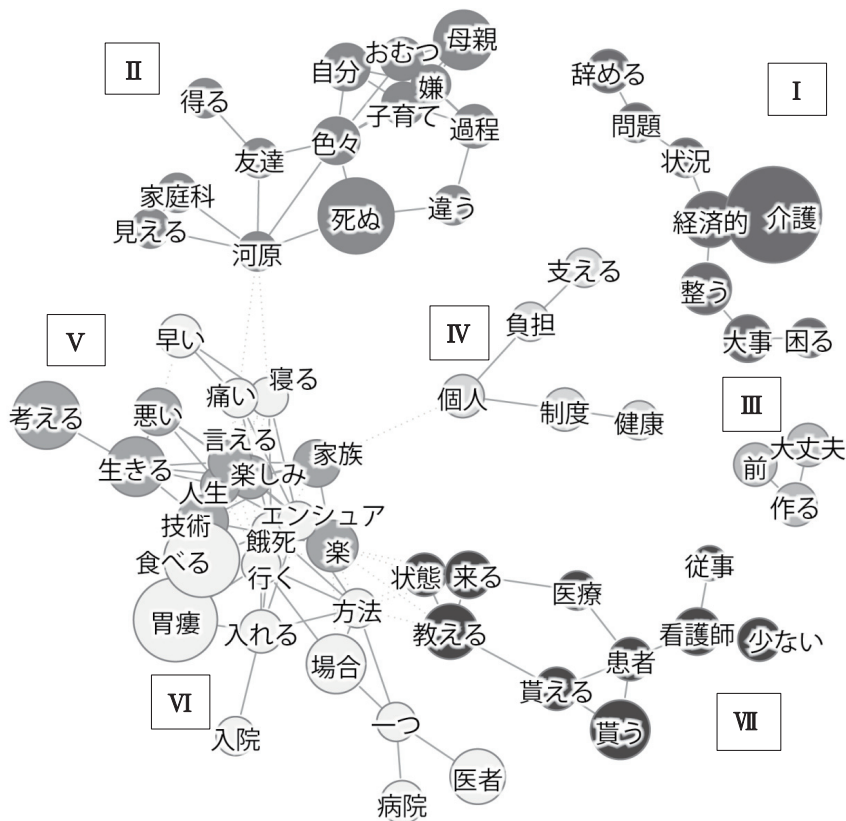 Ⅱ
得る
友達
家庭科
見える
河原
自分
おむつ
母親
嫌
子育て
過程
色々
死ぬ
違う
Ⅰ
辞める
問題
状況
経済的
介護
整う
大事
困る
Ⅳ
支える
負担
個人
制度
健康
Ⅲ
大丈夫
前
作る
Ⅴ
早い
痛い
寝る
考える
悪い
言える
生きる
楽しみ
家族
人生
技術
エンシュア
餓死
楽
食べる
行く
胃瘻
入れる
方法
場合
Ⅵ
入院
一つ
医者
病院
状態
来る
教える
医療
従事
看護師
少ない
患者
貰える
貰う
Ⅶ